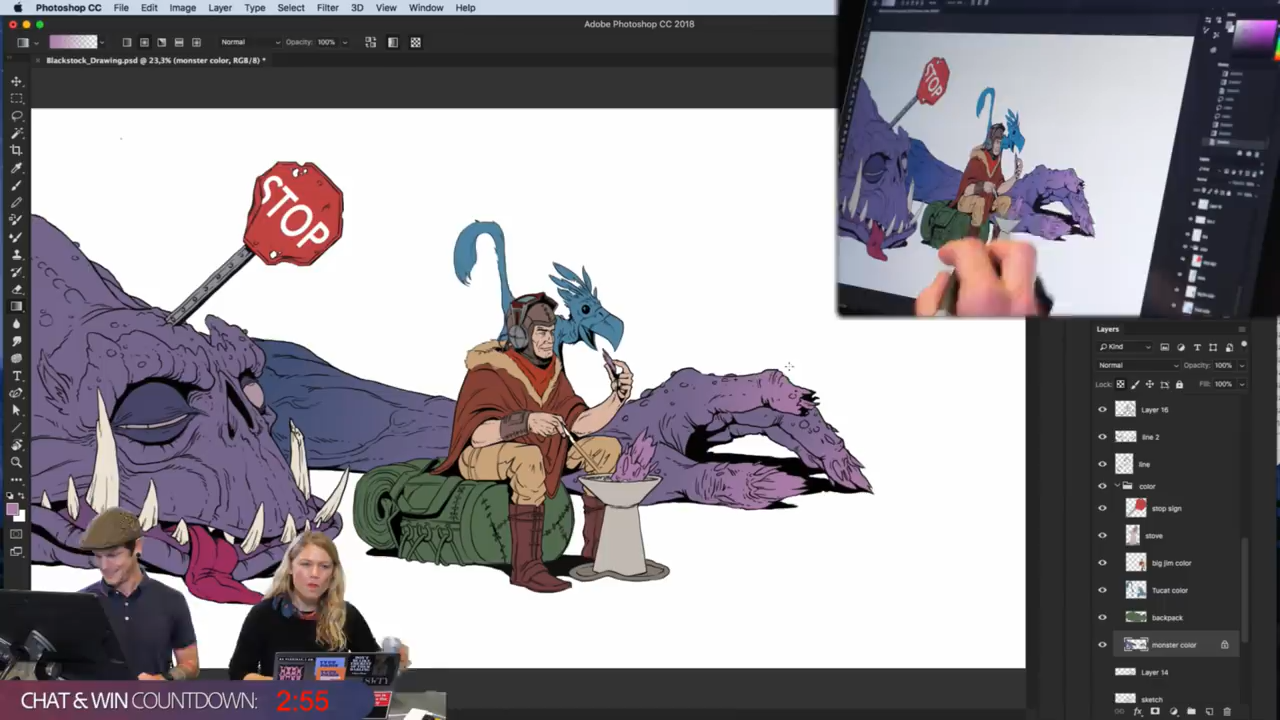 Photoshop CC File Edit Image Layer Type Select Filter 3D View Window Help
Adobe Photoshop CC 2018
Normal Opacity: 100%
Blackstock_Drawing.psd @ 23,3% (monster color, RGB/8) *
STOP
STOP
Layers
Kind
Normal Opacity: 100%
Lock: Fill: 100%
Layer 16
line 2
line
color
stop sign
stove
big jim color
Tucat color
backpack
monster color
Layer 14
sketch
CHAT & WIN COUNTDOWN: 2:55